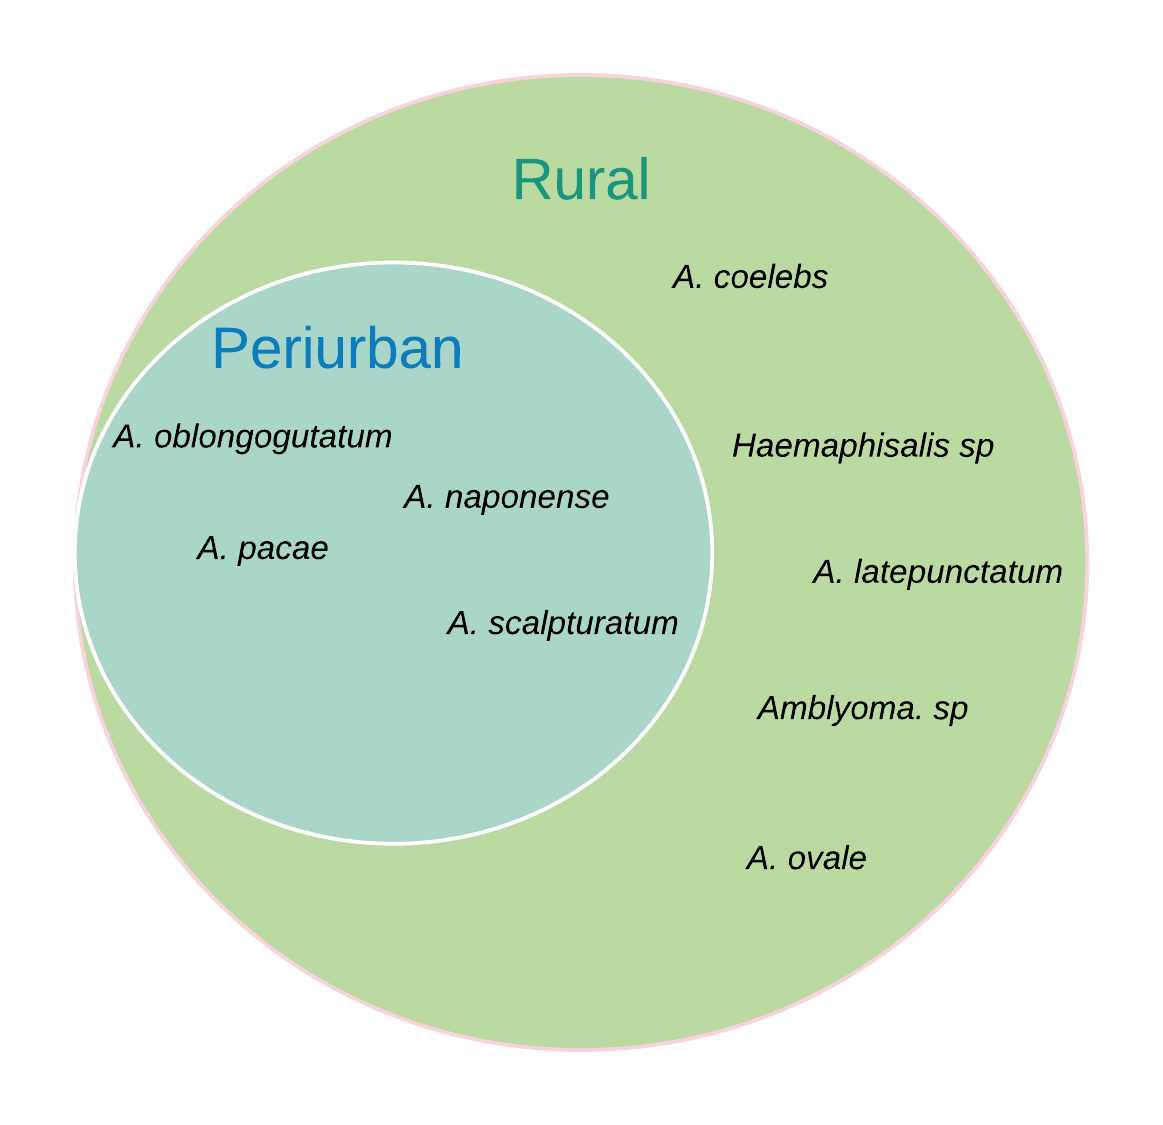 Rural
A. coelebs
Periurban
A. oblongogutatum
Haemaphisalis sp
A. naponense
A. pacae
A. latepunctatum
A. scalpturatum
Amblyoma. sp
A. ovale